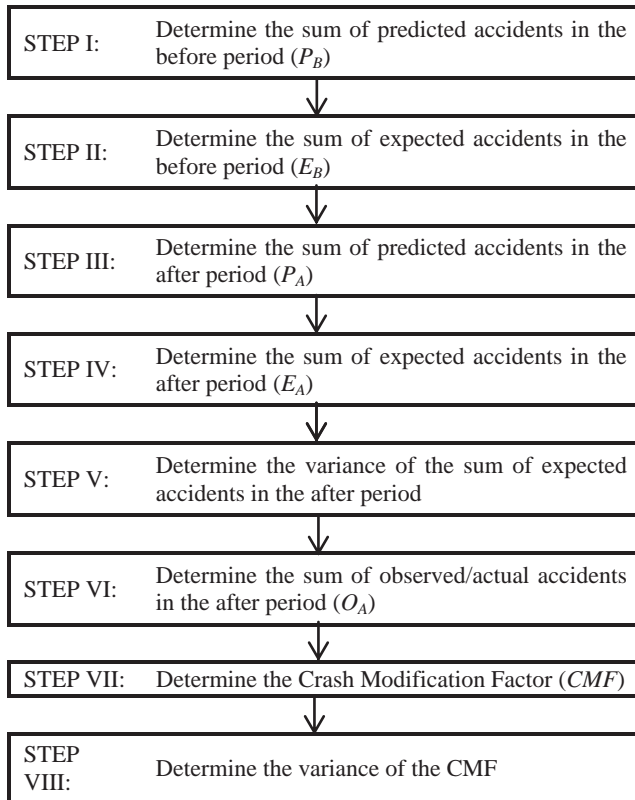 STEP I: Determine the sum of predicted accidents in the
before period (P_B)
STEP II: Determine the sum of expected accidents in the
before period (E_B)
STEP III: Determine the sum of predicted accidents in the
after period (P_A)
STEP IV: Determine the sum of expected accidents in the
after period (E_A)
STEP V: Determine the variance of the sum of expected
accidents in the after period
STEP VI: Determine the sum of observed/actual accidents
in the after period (O_A)
STEP VII: Determine the Crash Modification Factor (CMF)
STEP
VIII: Determine the variance of the CMF